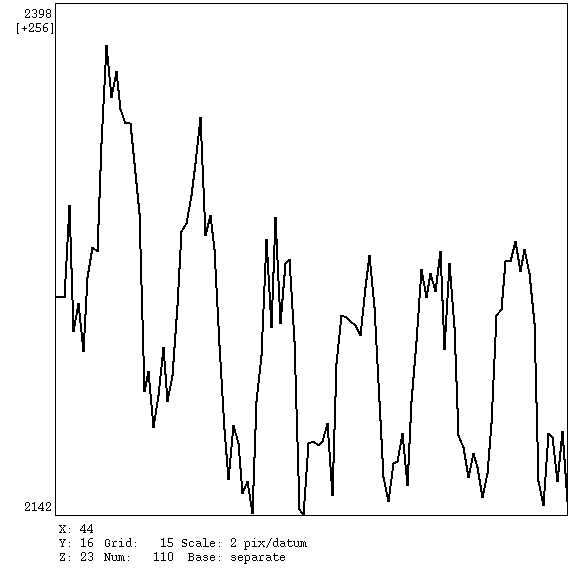 2398
[+256]
2142
X: 44
Y: 16 Grid: 15 Scale: 2 pix/datum
Z: 23 Num: 110 Base: separate